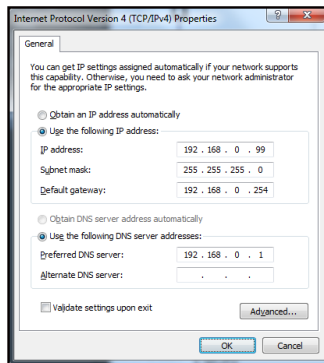 Internet Protocol Version 4 (TCP/IPv4) Properties
General
You can get IP settings assigned automatically if your network supports
this capability. Otherwise, you need to ask your network administrator
for the appropriate IP settings.
Obtain an IP address automatically
Use the following IP address:
IP address: 192 . 168 . 0 . 99
Subnet mask: 255 . 255 . 255 . 0
Default gateway: 192 . 168 . 0 . 254
Obtain DNS server address automatically
Use the following DNS server addresses:
Preferred DNS server: 192 . 168 . 0 . 1
Alternate DNS server: . . .
Validate settings upon exit
Advanced...
OK Cancel